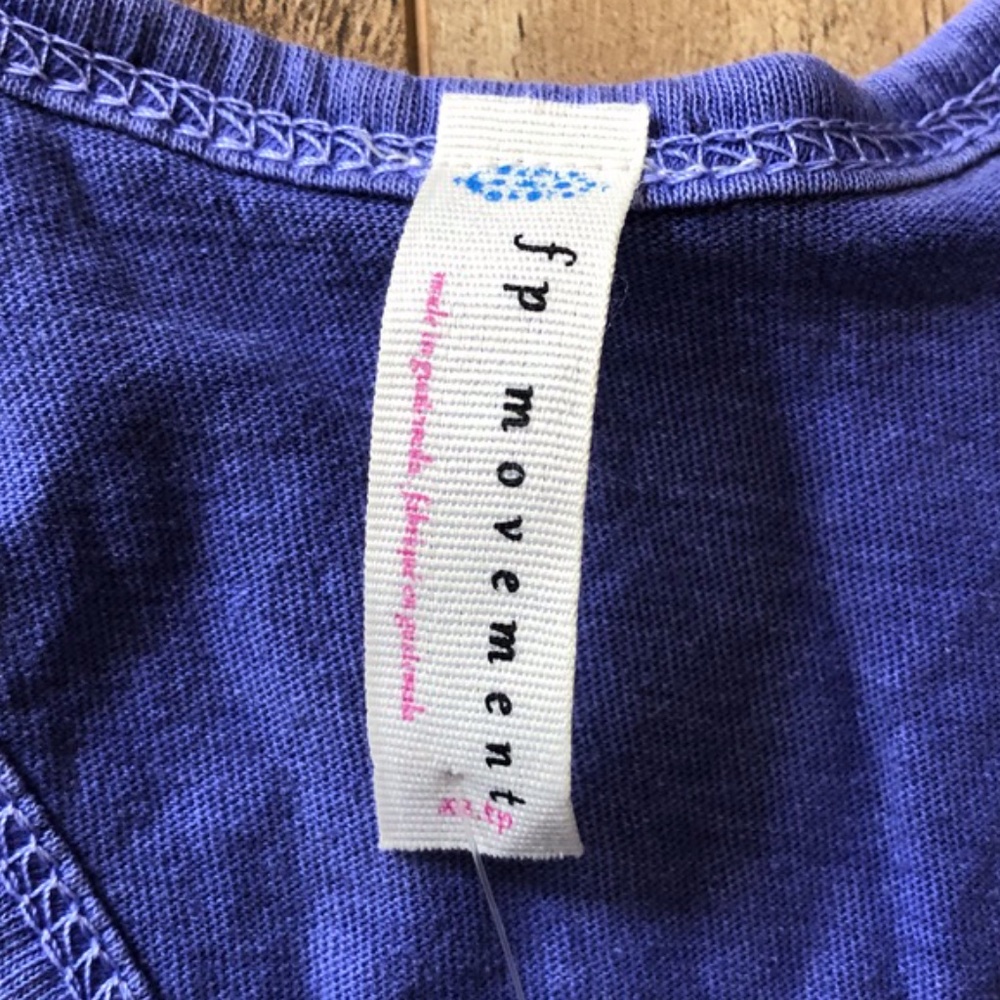 fp movement
made in guatemala. fabriqué en guatemala